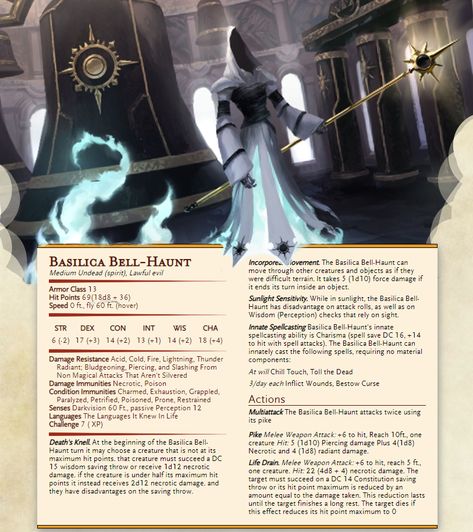 BASILICA BELL-HAUNT
Medium Undead (spirit), Lawful evil
Armor Class 13
Hit Points 69(18d8 + 36)
Speed 0 ft., fly 60 ft. (hover)
STR DEX CON INT WIS CHA
6 (-2) 17 (+3) 14 (+2) 13 (+1) 14 (+2) 18 (+4)
Damage Resistance Acid, Cold, Fire, Lightning, Thunder
Radiant; Bludgeoning, Piercing, and Slashing From
Non Magical Attacks That Aren't Silvered
Damage Immunities Necrotic, Poison
Condition Immunities Charmed, Exhaustion, Grappled,
Paralyzed, Petrified, Poisoned, Prone, Restrained
Senses Darkvision 60 Ft., passive Perception 12
Languages The Languages It Knew In Life
Challenge 7 ( XP)
Death's Knell. At the beginning of the Basilica Bell-
Haunt turn it may choose a creature that is not at its
maximum hit points. that creature must succeed a DC
15 wisdom saving throw or receive 1d12 necrotic
damage, if the creature is under half its maximum hit
points it instead receives 2d12 necrotic damage. and
they have disadvantages on the saving throw.
Incorporeal Movement. The Basilica Bell-Haunt can
move through other creatures and objects as if they
were difficult terrain. It takes 5 (1d10) force damage if
it ends its turn inside an object.
Sunlight Sensitivity. While in sunlight, the Basilica Bell-
Haunt has disadvantage on attack rolls, as well as on
Wisdom (Perception) checks that rely on sight.
Innate Spellcasting Basilica Bell-Haunt's innate
spellcasting ability is Charisma (spell save DC 16, +14
to hit with spell attacks). The Basilica Bell-Haunt can
innately cast the following spells, requiring no material
components:
At will Chill Touch, Toll the Dead
3/day each Inflict Wounds, Bestow Curse
Actions
Multiattack The Basilica Bell-Haunt attacks twice using
its pike
Pike Melee Weapon Attack: +6 to hit, Reach 10ft., one
creature Hit: 5 (1d10) Piercing damage Plus 4(1d8)
Necrotic and 4 (1d8) radiant damage.
Life Drain. Melee Weapon Attack: +6 to hit, reach 5 ft.,
one creature. Hit: 22 (4d8 + 4) necrotic damage. The
target must succeed on a DC 14 Constitution saving
throw or its hit point maximum is reduced by an
amount equal to the damage taken. This reduction lasts
until the target finishes a long rest. The target dies if
this effect reduces its hit point maximum to 0